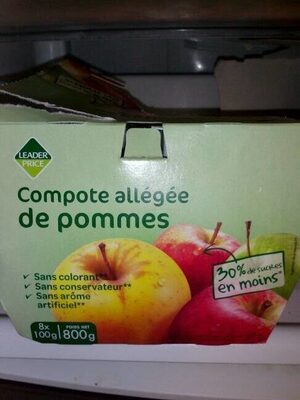 LEADER
PRICE
Compote allégée
de pommes
✓ Sans colorant**
✓ Sans conservateur**
✓ Sans arôme
artificiel**
30% de sucres
en moins*
8x
100g
POIDS NET
800g